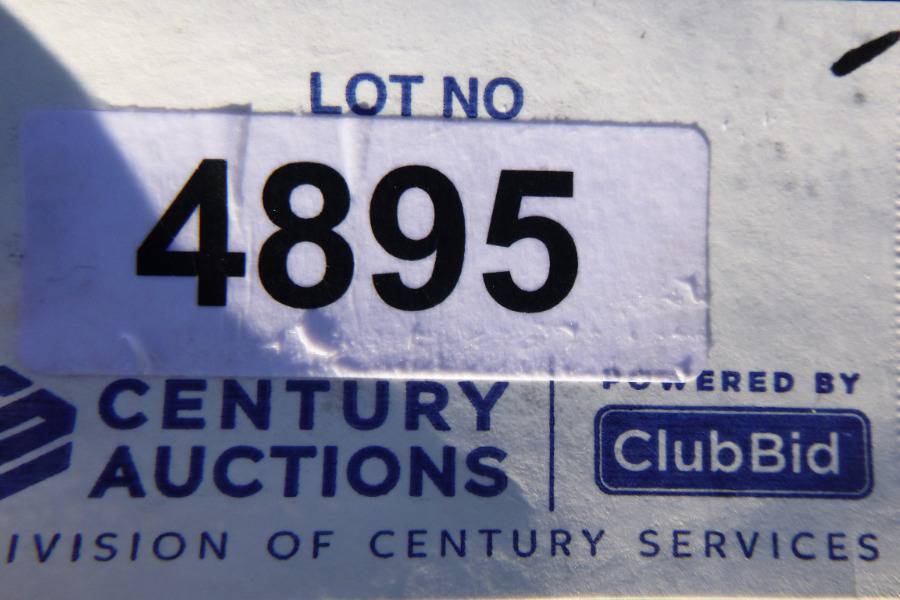 LOT NO
4895
CENTURY
AUCTIONS
POWERED BY
ClubBid
IVISION OF CENTURY SERVICES